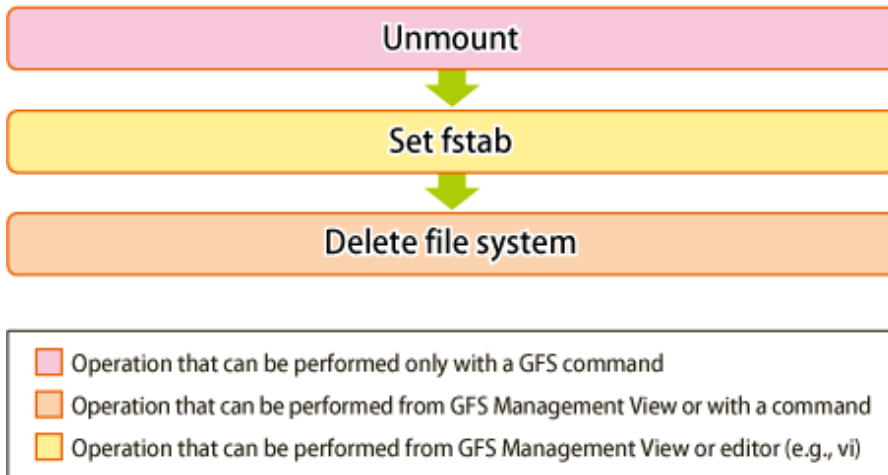 Unmount
Set fstab
Delete file system
Operation that can be performed only with a GFS command
Operation that can be performed from GFS Management View or with a command
Operation that can be performed from GFS Management View or editor (e.g., vi)